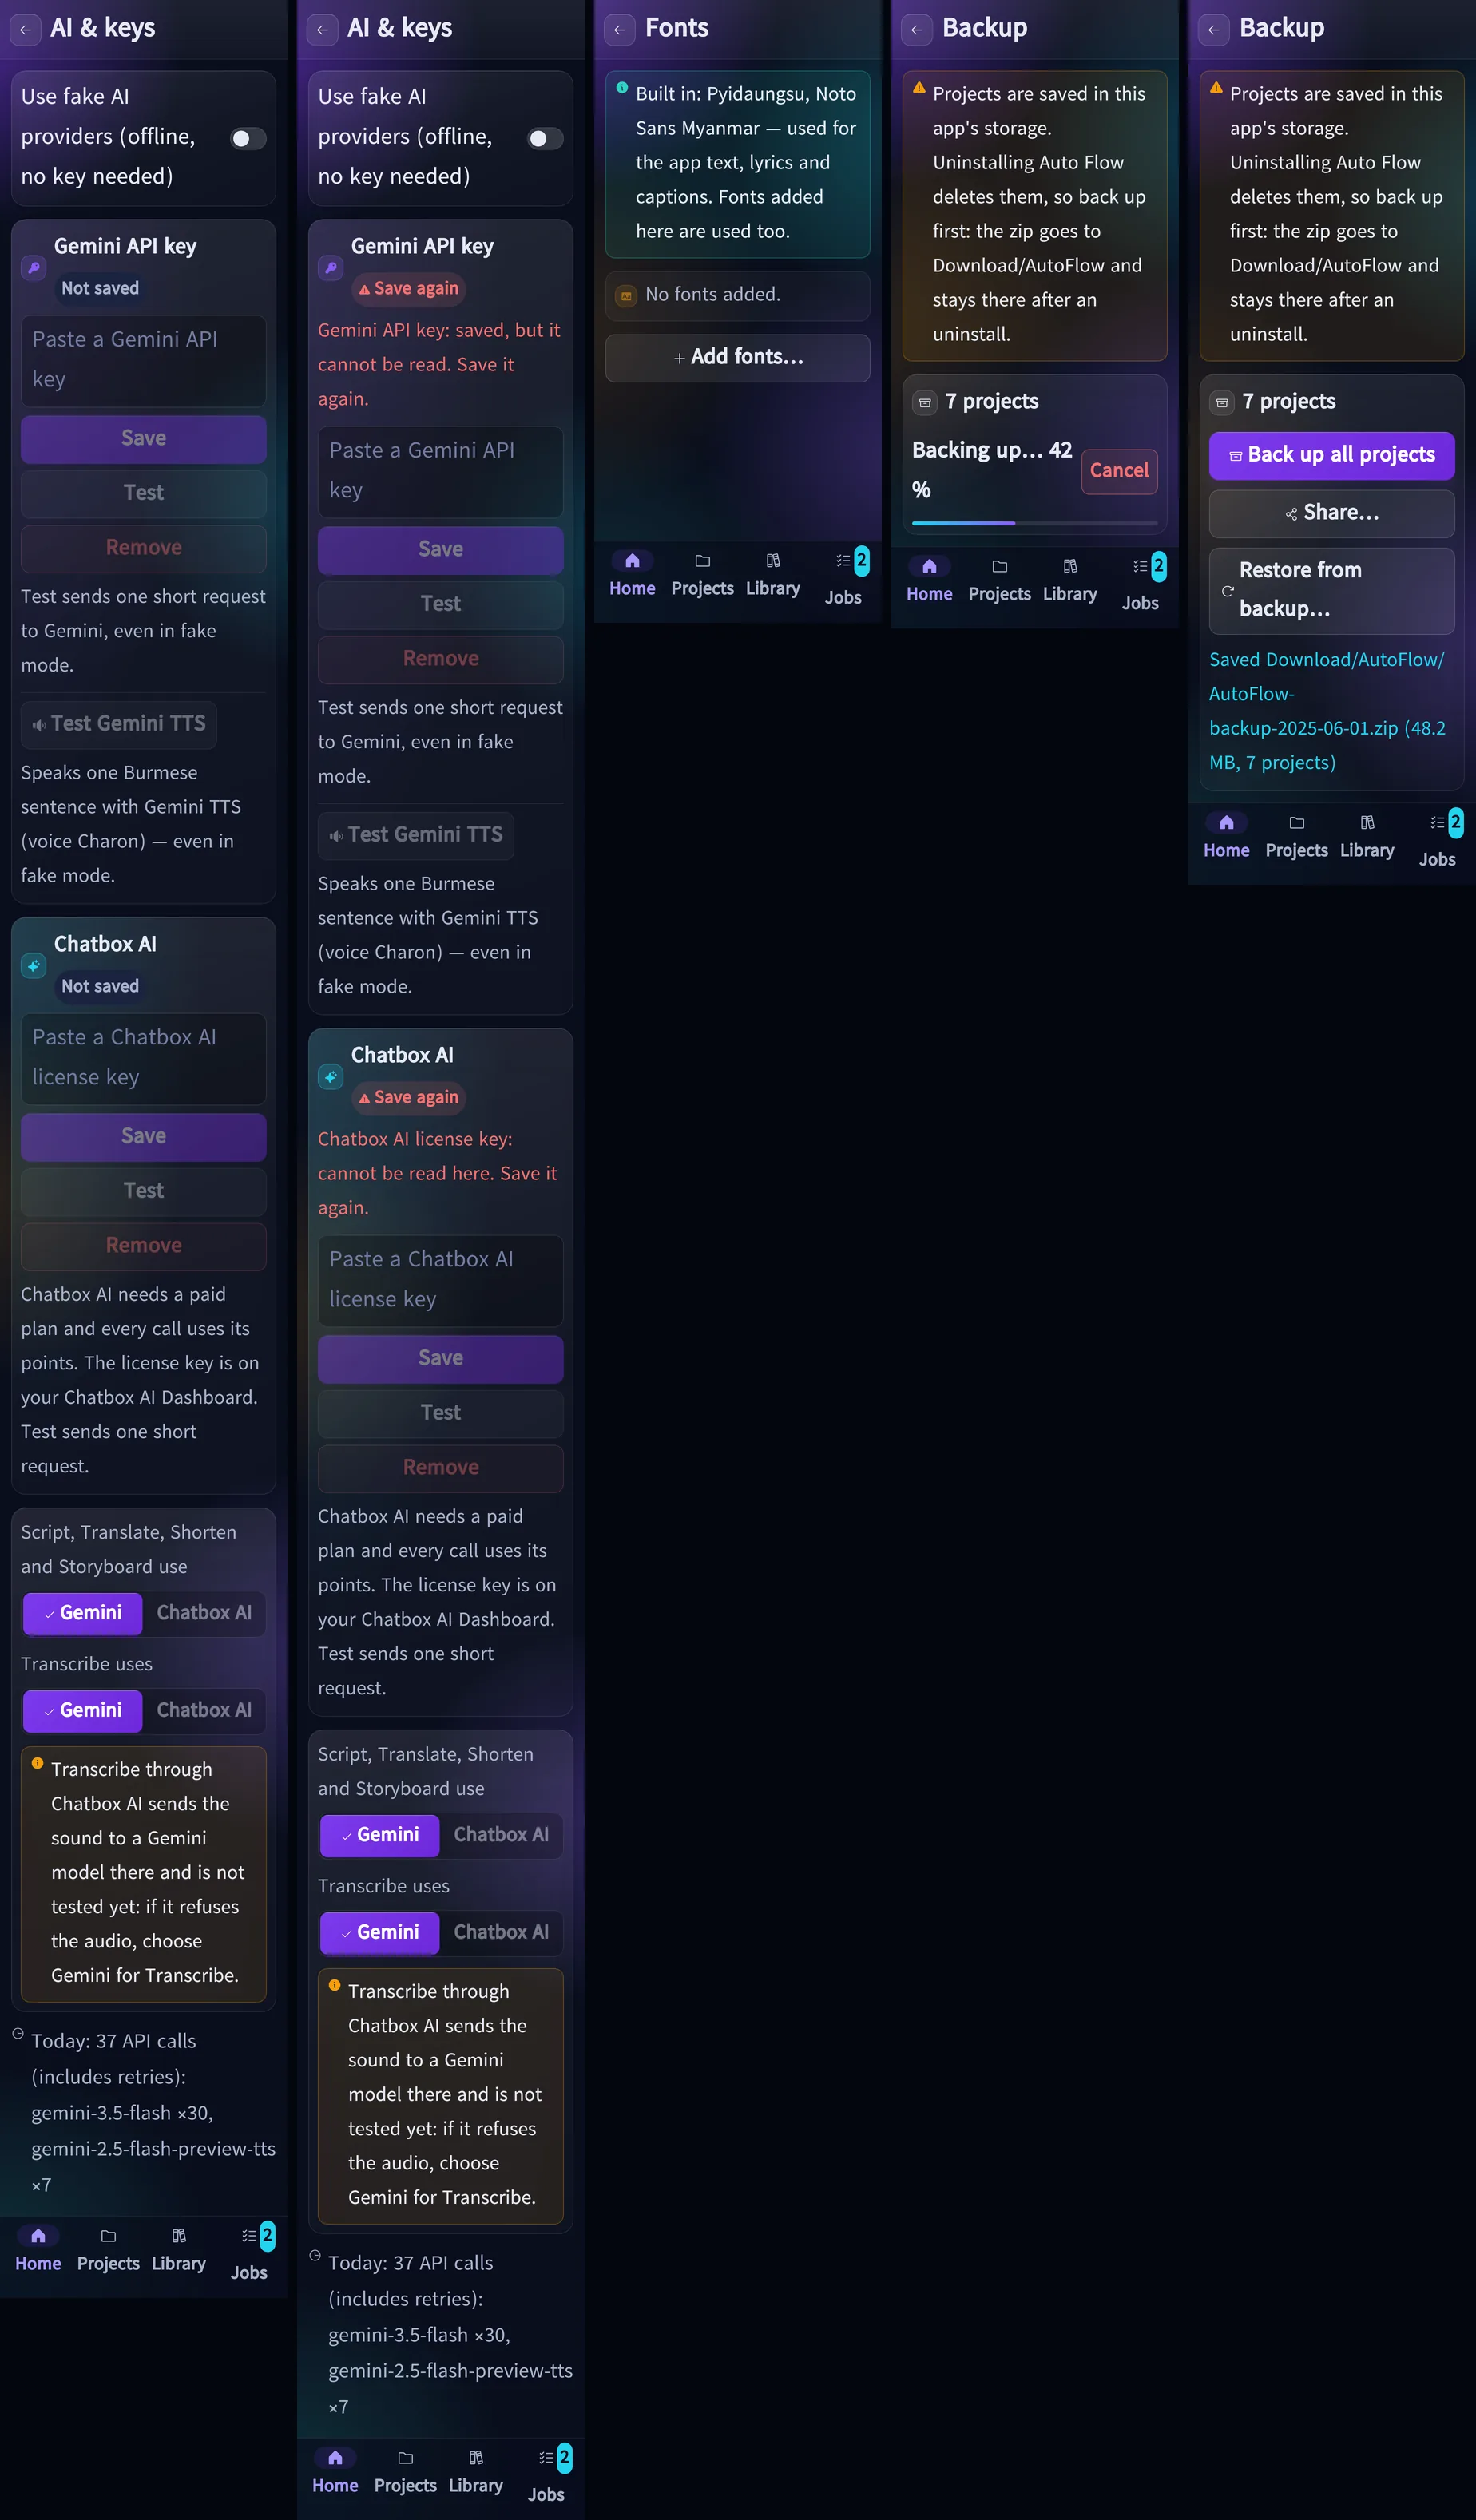 AI & keys
Use fake AI
providers (offline,
no key needed)
Gemini API key
Not saved
Paste a Gemini API
key
Save
Test
Remove
Test sends one short request
to Gemini, even in fake
mode.
Test Gemini TTS
Speaks one Burmese
sentence with Gemini TTS
(voice Charon) — even in
fake mode.
Chatbox AI
Not saved
Paste a Chatbox AI
license key
Save
Test
Remove
Chatbox AI needs a paid
plan and every call uses its
points. The license key is on
your Chatbox AI Dashboard.
Test sends one short
request.
Script, Translate, Shorten
and Storyboard use
Gemini Chatbox AI
Transcribe uses
Gemini Chatbox AI
Transcribe through
Chatbox AI sends the
sound to a Gemini
model there and is not
tested yet: if it refuses
the audio, choose
Gemini for Transcribe.
Today: 37 API calls
(includes retries):
gemini-3.5-flash ×30,
gemini-2.5-flash-preview-tts
×7
2
Home Projects Library Jobs
AI & keys
Use fake AI
providers (offline,
no key needed)
Gemini API key
Save again
Gemini API key: saved, but it
cannot be read. Save it
again.
Paste a Gemini API
key
Save
Test
Remove
Test sends one short request
to Gemini, even in fake
mode.
Test Gemini TTS
Speaks one Burmese
sentence with Gemini TTS
(voice Charon) — even in
fake mode.
Chatbox AI
Save again
Chatbox AI license key:
cannot be read here. Save it
again.
Paste a Chatbox AI
license key
Save
Test
Remove
Chatbox AI needs a paid
plan and every call uses its
points. The license key is on
your Chatbox AI Dashboard.
Test sends one short
request.
Script, Translate, Shorten
and Storyboard use
Gemini Chatbox AI
Transcribe uses
Gemini Chatbox AI
Transcribe through
Chatbox AI sends the
sound to a Gemini
model there and is not
tested yet: if it refuses
the audio, choose
Gemini for Transcribe.
Today: 37 API calls
(includes retries):
gemini-3.5-flash ×30,
gemini-2.5-flash-preview-tts
×7
2
Home Projects Library Jobs
Fonts
Built in: Pyidaungsu, Noto
Sans Myanmar — used for
the app text, lyrics and
captions. Fonts added
here are used too.
No fonts added.
+ Add fonts…
2
Home Projects Library Jobs
Backup
Projects are saved in this
app's storage.
Uninstalling Auto Flow
deletes them, so back up
first: the zip goes to
Download/AutoFlow and
stays there after an
uninstall.
7 projects
Backing up… 42
%
Cancel
2
Home Projects Library Jobs
Backup
Projects are saved in this
app's storage.
Uninstalling Auto Flow
deletes them, so back up
first: the zip goes to
Download/AutoFlow and
stays there after an
uninstall.
7 projects
Back up all projects
Share…
Restore from
backup…
Saved Download/AutoFlow/
AutoFlow-
backup-2025-06-01.zip (48.2
MB, 7 projects)
2
Home Projects Library Jobs